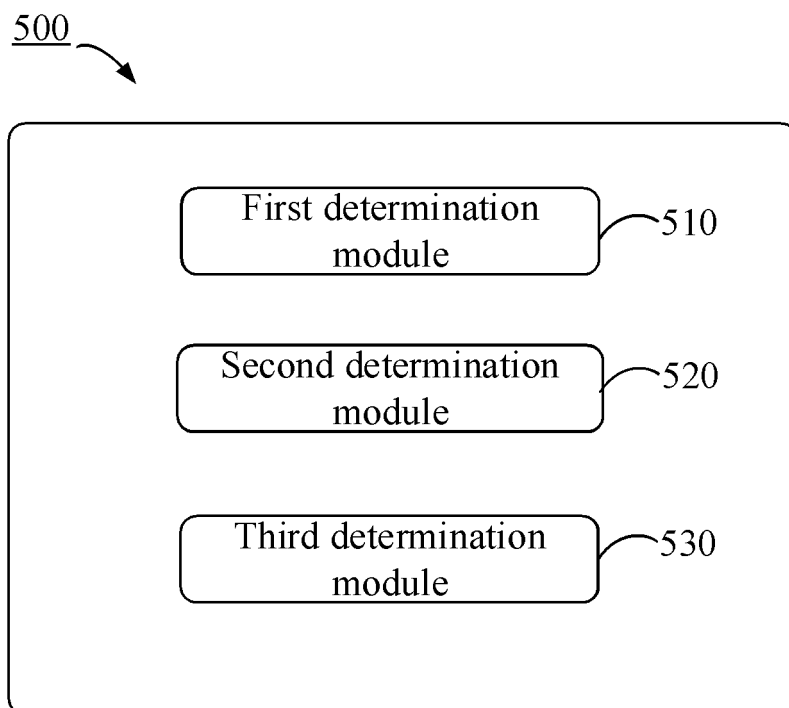 500
First determination
module
510
Second determination
module
520
Third determination
module
530